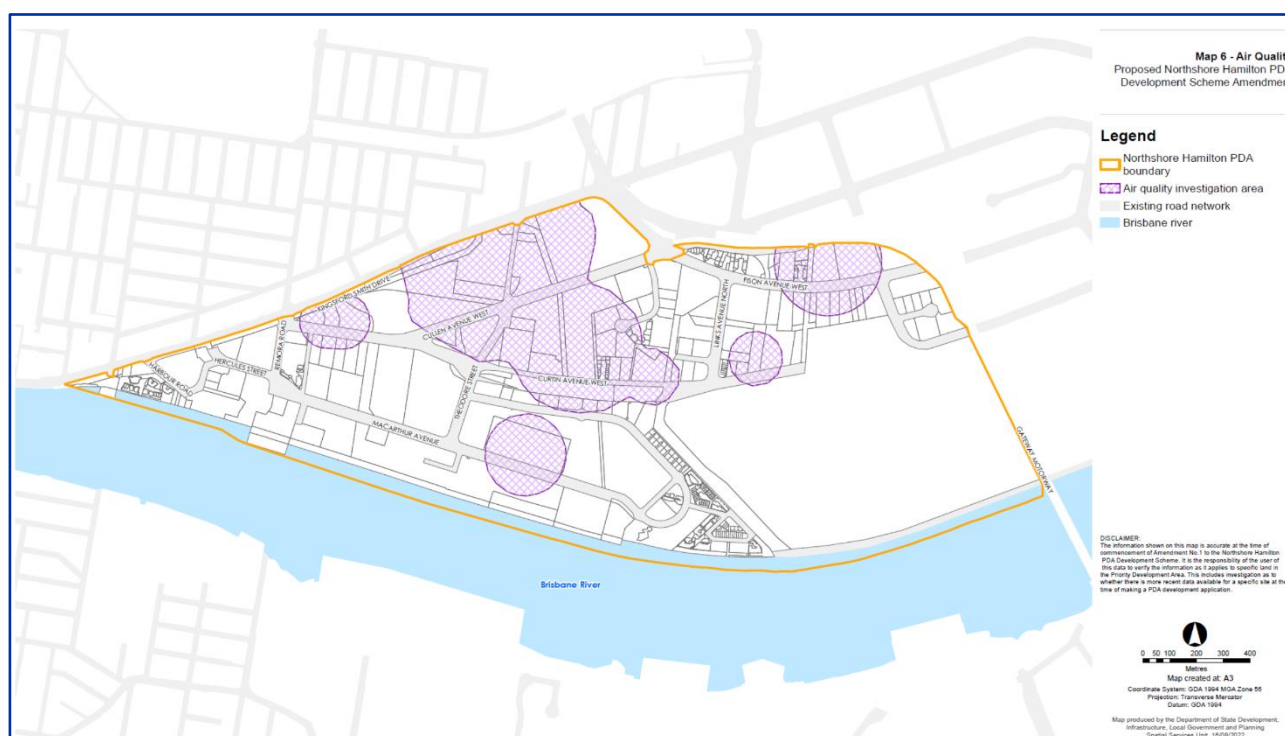 Map 6 - Air Qualit
Proposed Northshore Hamilton PD
Development Scheme Amendmen
Legend
Northshore Hamilton PDA
boundary
Air quality investigation area
Existing road network
Brisbane river
KINGSFORD SMITH DRIVE
FISON AVENUE WEST
LINKS AVENUE NORTH
CULLEN AVENUE WEST
REMORA ROAD
HERCULES STREET
HARBOUR ROAD
CURTIN AVENUE WEST
THEODORE STREET
MACARTHUR AVENUE
GATEWAY MOTORWAY
Brisbane River
DISCLAIMER:
The information shown on this map is accurate at the time of
commencement of Amendment No.1 to the Northshore Hamilton
PDA Development Scheme. It is the responsibility of the user of
this data to verify the information as it applies to specific land in
the Priority Development Area. This includes investigation as to
whether there is more recent data available for a specific site at the
time of making a PDA development application.
0 50 100 200 300 400
Metres
Map created at: A3
Coordinate System: GDA 1994 MGA Zone 56
Projection: Transverse Mercator
Datum: GDA 1994
Map produced by the Department of State Development,
Infrastructure, Local Government and Planning
Spatial Services Unit, 16/08/2022